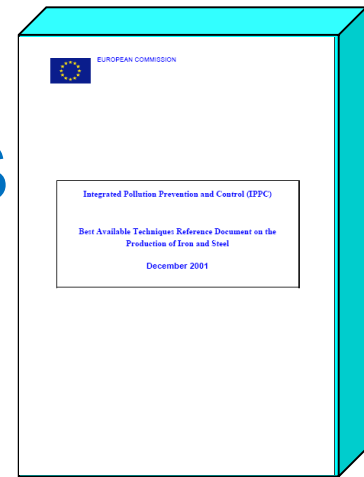 EUROPEAN COMMISSION
Integrated Pollution Prevention and Control (IPPC)
Best Available Techniques Reference Document on the
Production of Iron and Steel
December 2001